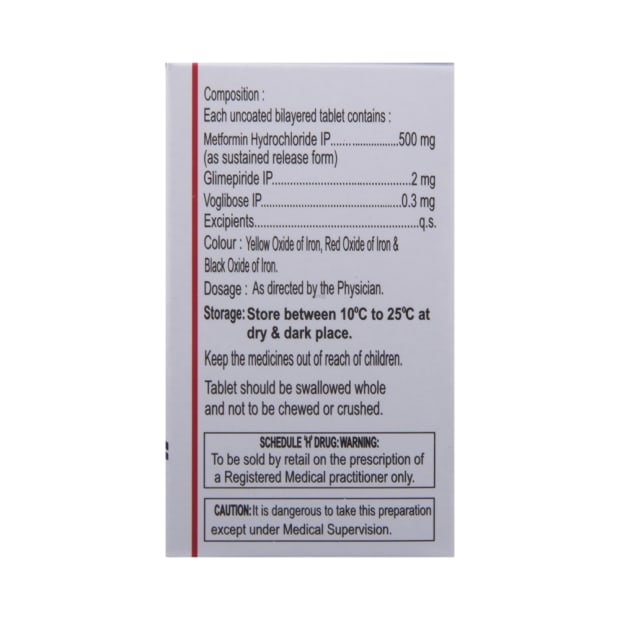 Composition :
Each uncoated bilayered tablet contains :
Metformin Hydrochloride IP....... ..................500 mg
(as sustained release form)
Glimepiride IP.................................................2 mg
Voglibose IP.................................................0.3 mg
Excipients.........................................................q.s.
Colour : Yellow Oxide of Iron, Red Oxide of Iron &
Black Oxide of Iron.
Dosage : As directed by the Physician.
Storage: Store between 10ºC to 25ºC at
dry & dark place.
Keep the medicines out of reach of children.
Tablet should be swallowed whole
and not to be chewed or crushed.
SCHEDULE 'H' DRUG: WARNING:
To be sold by retail on the prescription of
a Registered Medical practitioner only.
CAUTION: It is dangerous to take this preparation
except under Medical Supervision.